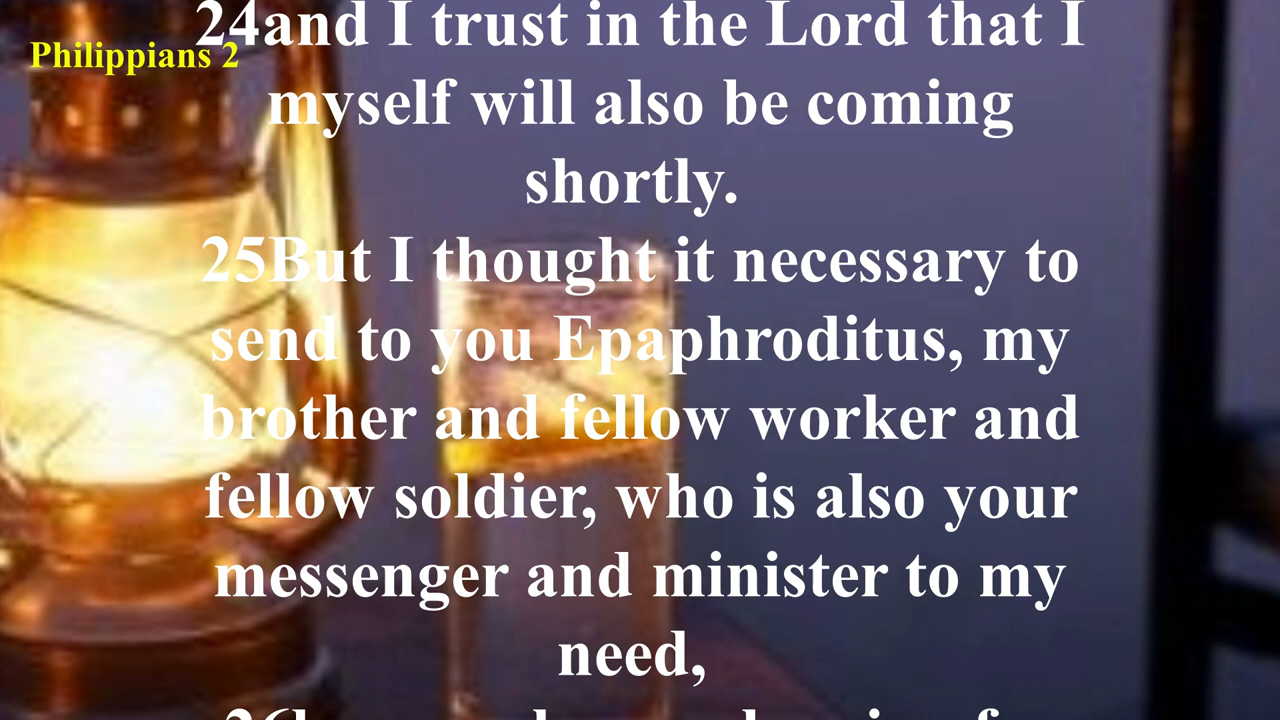 Philippians 2
24and I trust in the Lord that I
myself will also be coming
shortly.
25But I thought it necessary to
send to you Epaphroditus, my
brother and fellow worker and
fellow soldier, who is also your
messenger and minister to my
need,